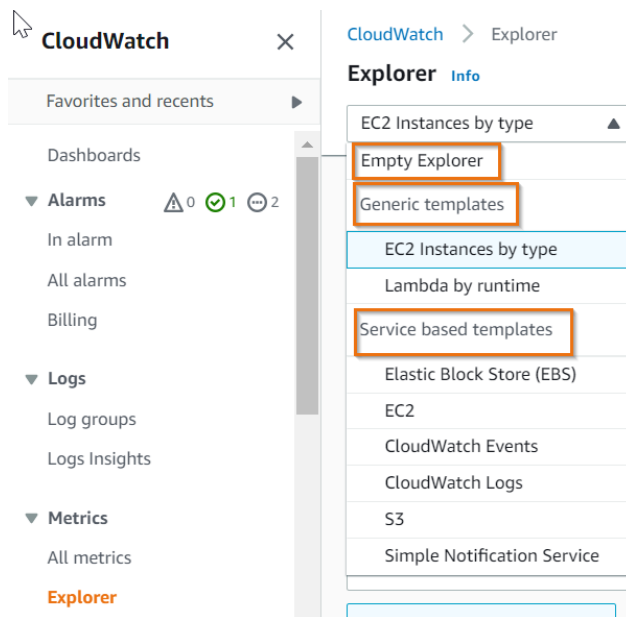 CloudWatch
Favorites and recents
Dashboards
Alarms 0 1 2
In alarm
All alarms
Billing
Logs
Log groups
Logs Insights
Metrics
All metrics
Explorer
CloudWatch > Explorer
Explorer Info
EC2 Instances by type
Empty Explorer
Generic templates
EC2 Instances by type
Lambda by runtime
Service based templates
Elastic Block Store (EBS)
EC2
CloudWatch Events
CloudWatch Logs
S3
Simple Notification Service